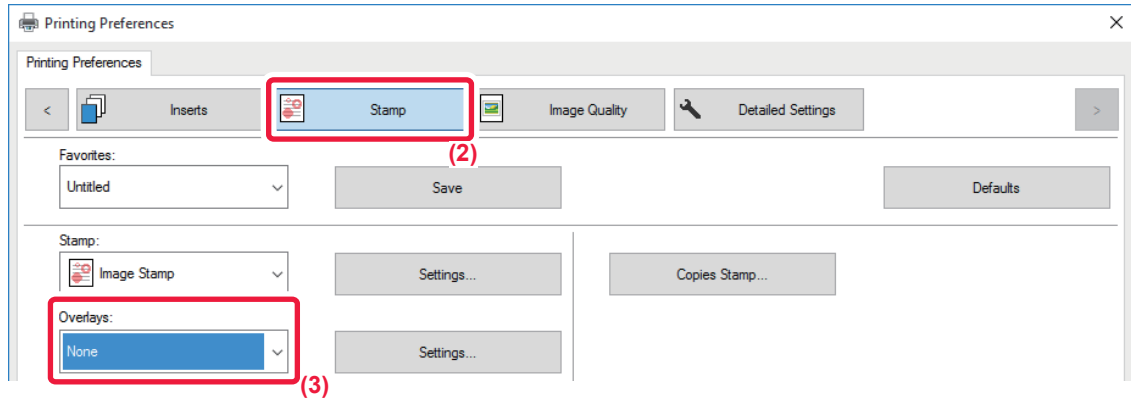 Printing Preferences
Printing Preferences
< Inserts Stamp Image Quality Detailed Settings >
(2)
Favorites:
Untitled Save Defaults
Stamp:
Image Stamp Settings... Copies Stamp...
Overlays:
None Settings...
(3)